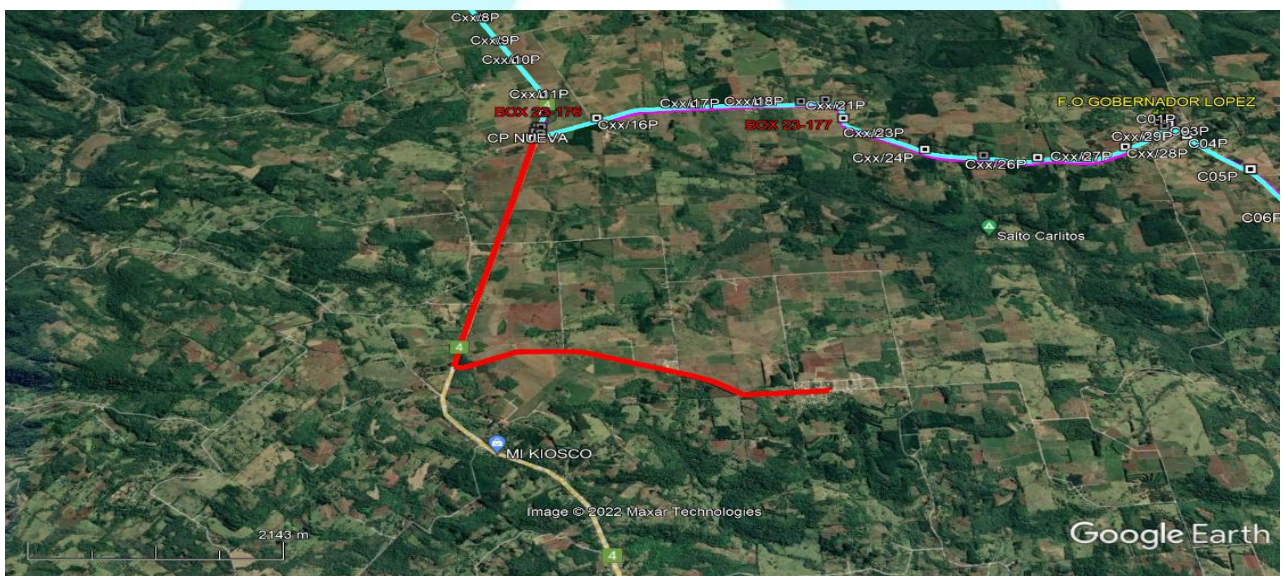 Cxx/8P
Cxx/9P
Cxx/10P
Cxx/11P
4
BOX 23-176
CP NUEVA
Cxx/16P
Cxx/17P
Cxx/18P
Cxx/21P
BOX 23-177
Cxx/23P
Cxx/24P
Cxx/26P
Cxx/27P
Cxx/28P
Cxx/29P
F.O GOBERNADOR LOPEZ
C01P
C03P
C04P
C05P
C06P
Salto Carlitos
4
MI KIOSCO
Image © 2022 Maxar Technologies
2143 m
4
Google Earth